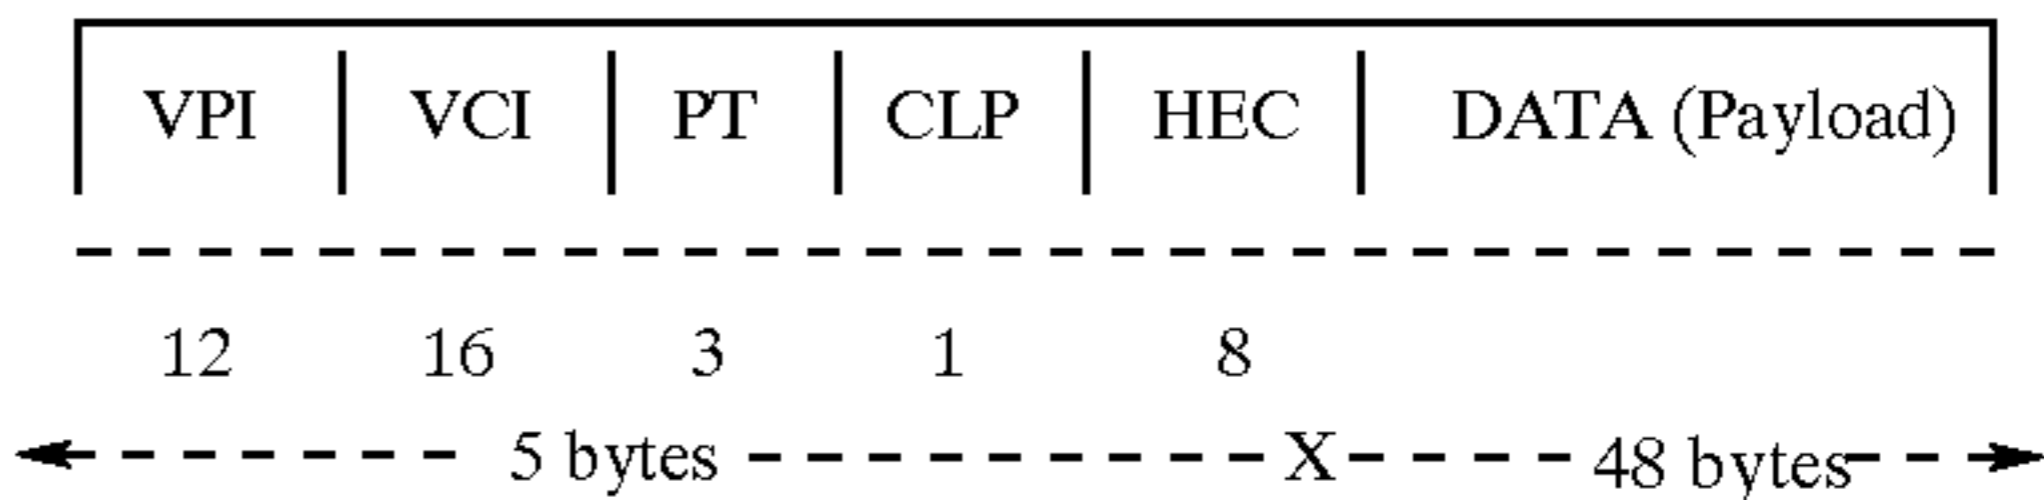 VPI VCI PT CLP HEC DATA (Payload)
12 16 3 1 8
5 bytes X 48 bytes